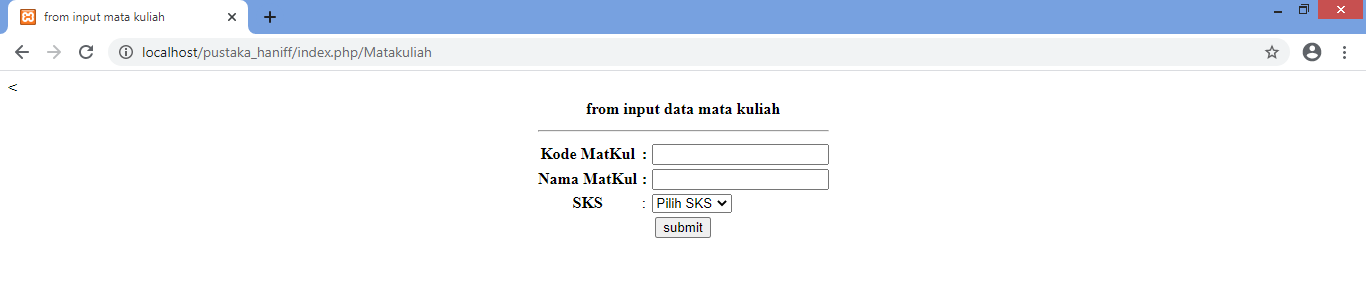 from input mata kuliah
localhost/pustaka_haniff/index.php/Matakuliah
<
from input data mata kuliah
Kode MatKul :
Nama MatKul :
SKS : Pilih SKS
submit